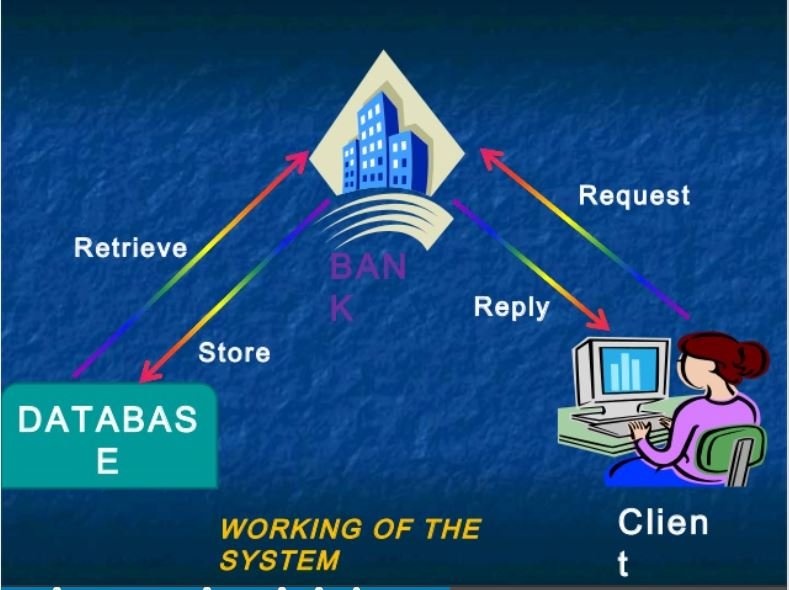 Request
Retrieve
BAN
K
Reply
Store
DATABAS
E
Clien
t
WORKING OF THE
SYSTEM